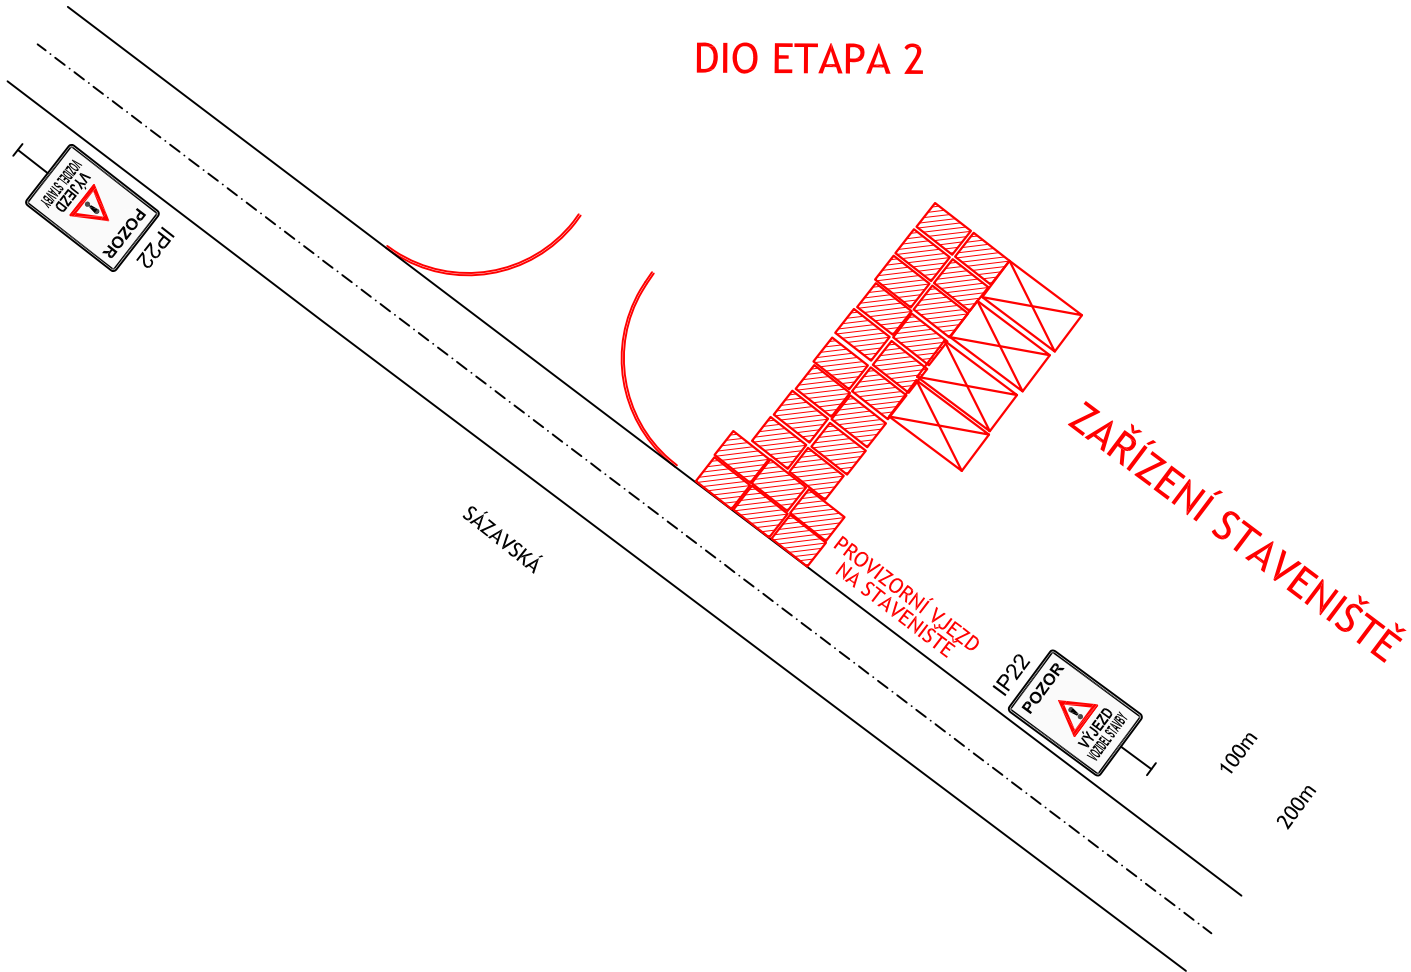 DIO ETAPA 2
POZOR
VÝJEZD
VOZIDEL STAVBY
IP22
SÁZAVSKÁ
ZAŘÍZENÍ STAVENIŠTĚ
PROVIZORNÍ VJEZD
NA STAVENIŠTĚ
IP22
POZOR
VÝJEZD
VOZIDEL STAVBY
100m
200m